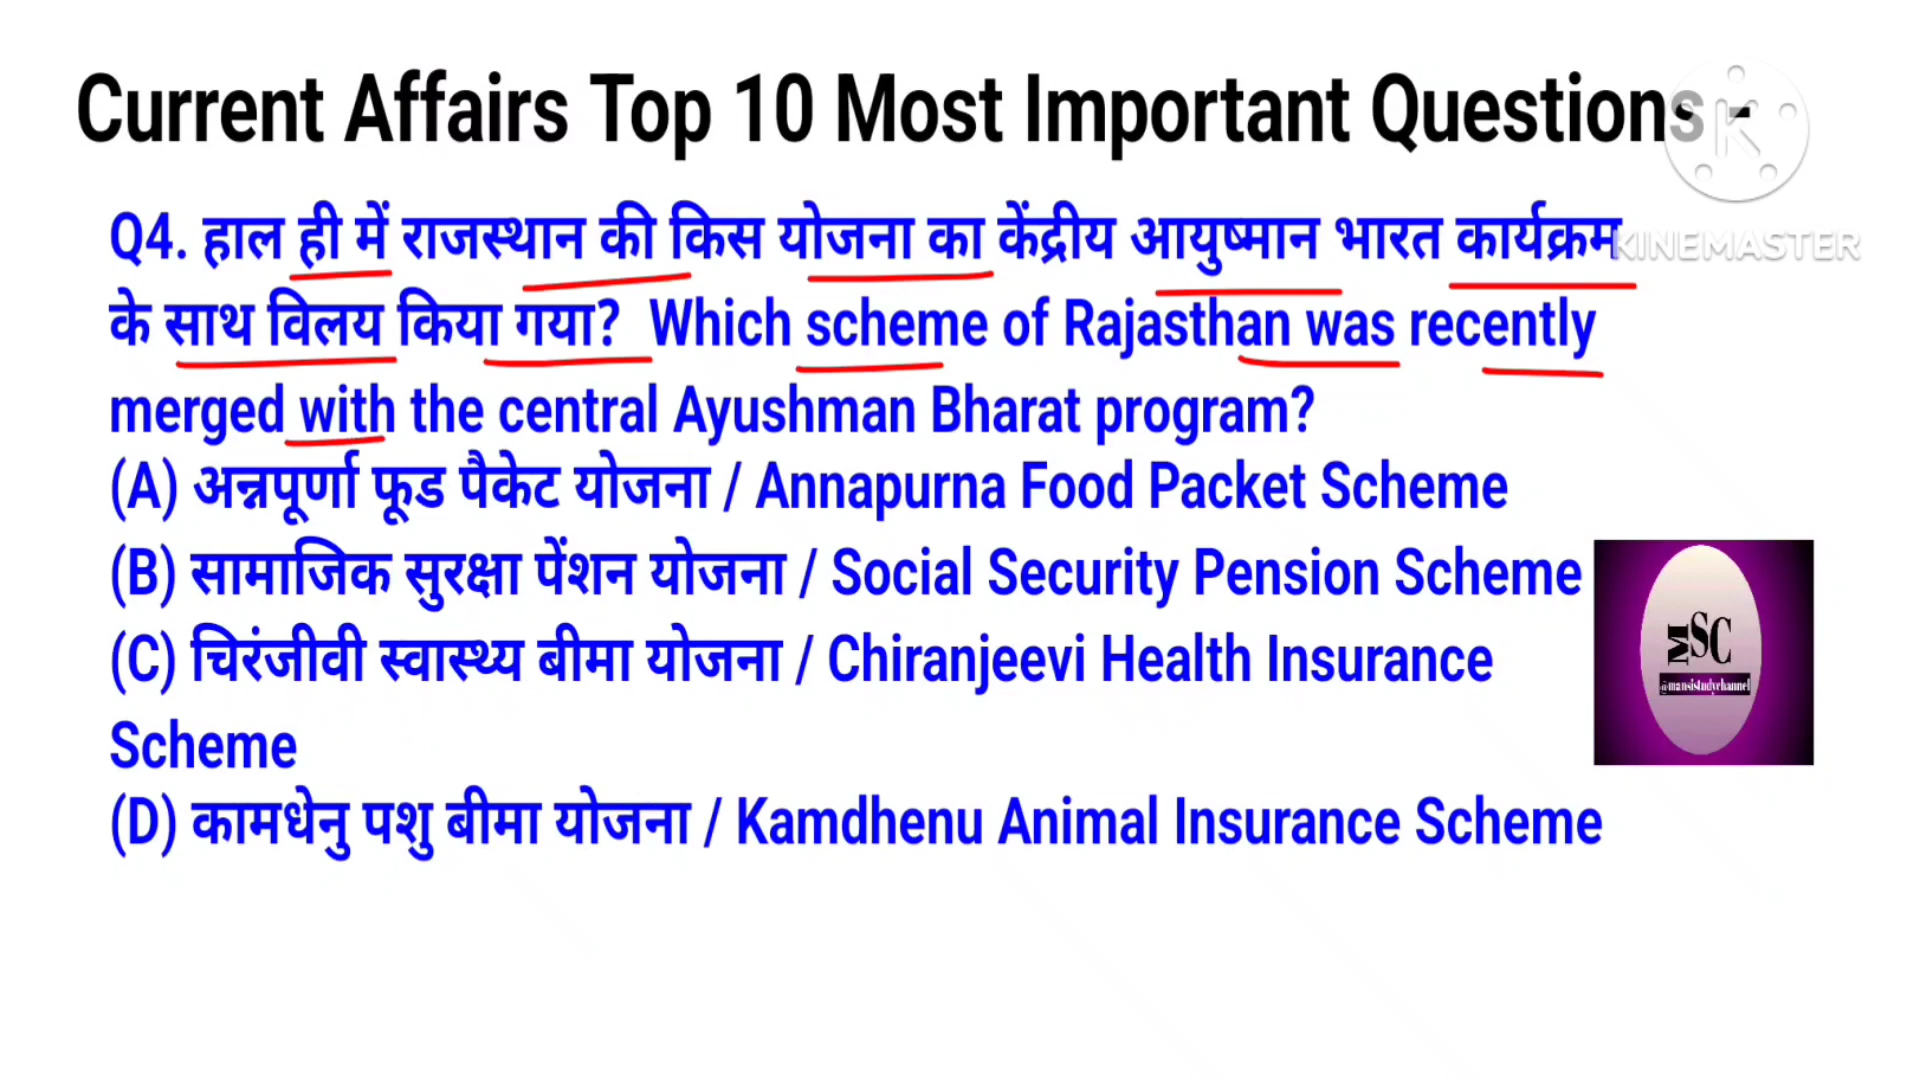 Current Affairs Top 10 Most Important Questions -
Q4. हाल ही में राजस्थान की किस योजना का केंद्रीय आयुष्मान भारत कार्यक्रम
के साथ विलय किया गया? Which scheme of Rajasthan was recently
merged with the central Ayushman Bharat program?
(A) अन्नपूर्णा फूड पैकेट योजना / Annapurna Food Packet Scheme
(B) सामाजिक सुरक्षा पेंशन योजना / Social Security Pension Scheme
(C) चिरंजीवी स्वास्थ्य बीमा योजना / Chiranjeevi Health Insurance
Scheme
(D) कामधेनु पशु बीमा योजना / Kamdhenu Animal Insurance Scheme
K
KINEMASTER
MSC
@mansistudychannel